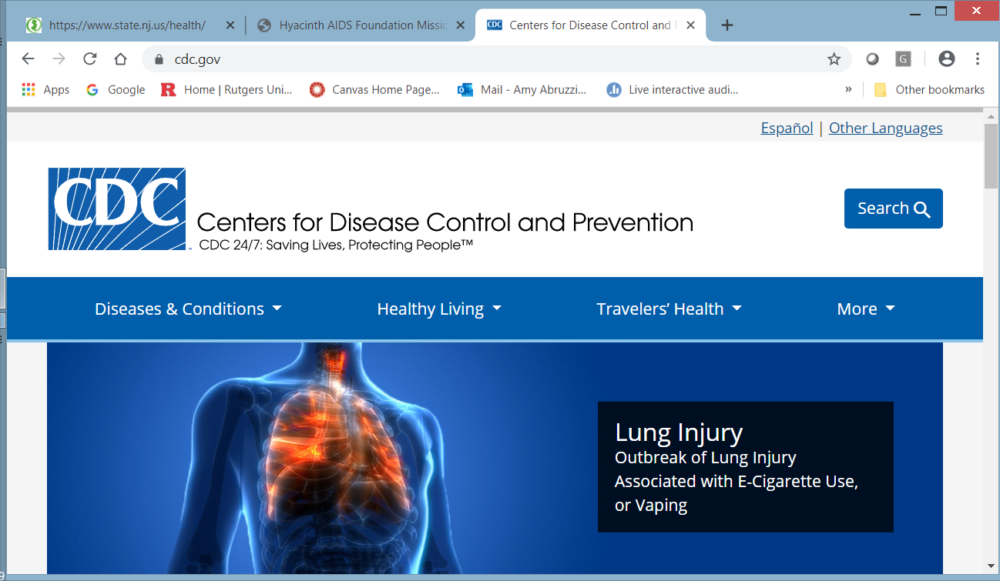 https://www.state.nj.us/health/
Hyacinth AIDS Foundation Missio
CDC Centers for Disease Control and P
cdc.gov
G
Apps
Google
Home | Rutgers Uni...
Canvas Home Page...
Mail - Amy Abruzzi...
Live interactive audi...
»
Other bookmarks
Español | Other Languages
CDC
Centers for Disease Control and Prevention
CDC 24/7: Saving Lives, Protecting People™
Search
Diseases & Conditions
Healthy Living
Travelers’ Health
More
Lung Injury
Outbreak of Lung Injury
Associated with E-Cigarette Use,
or Vaping